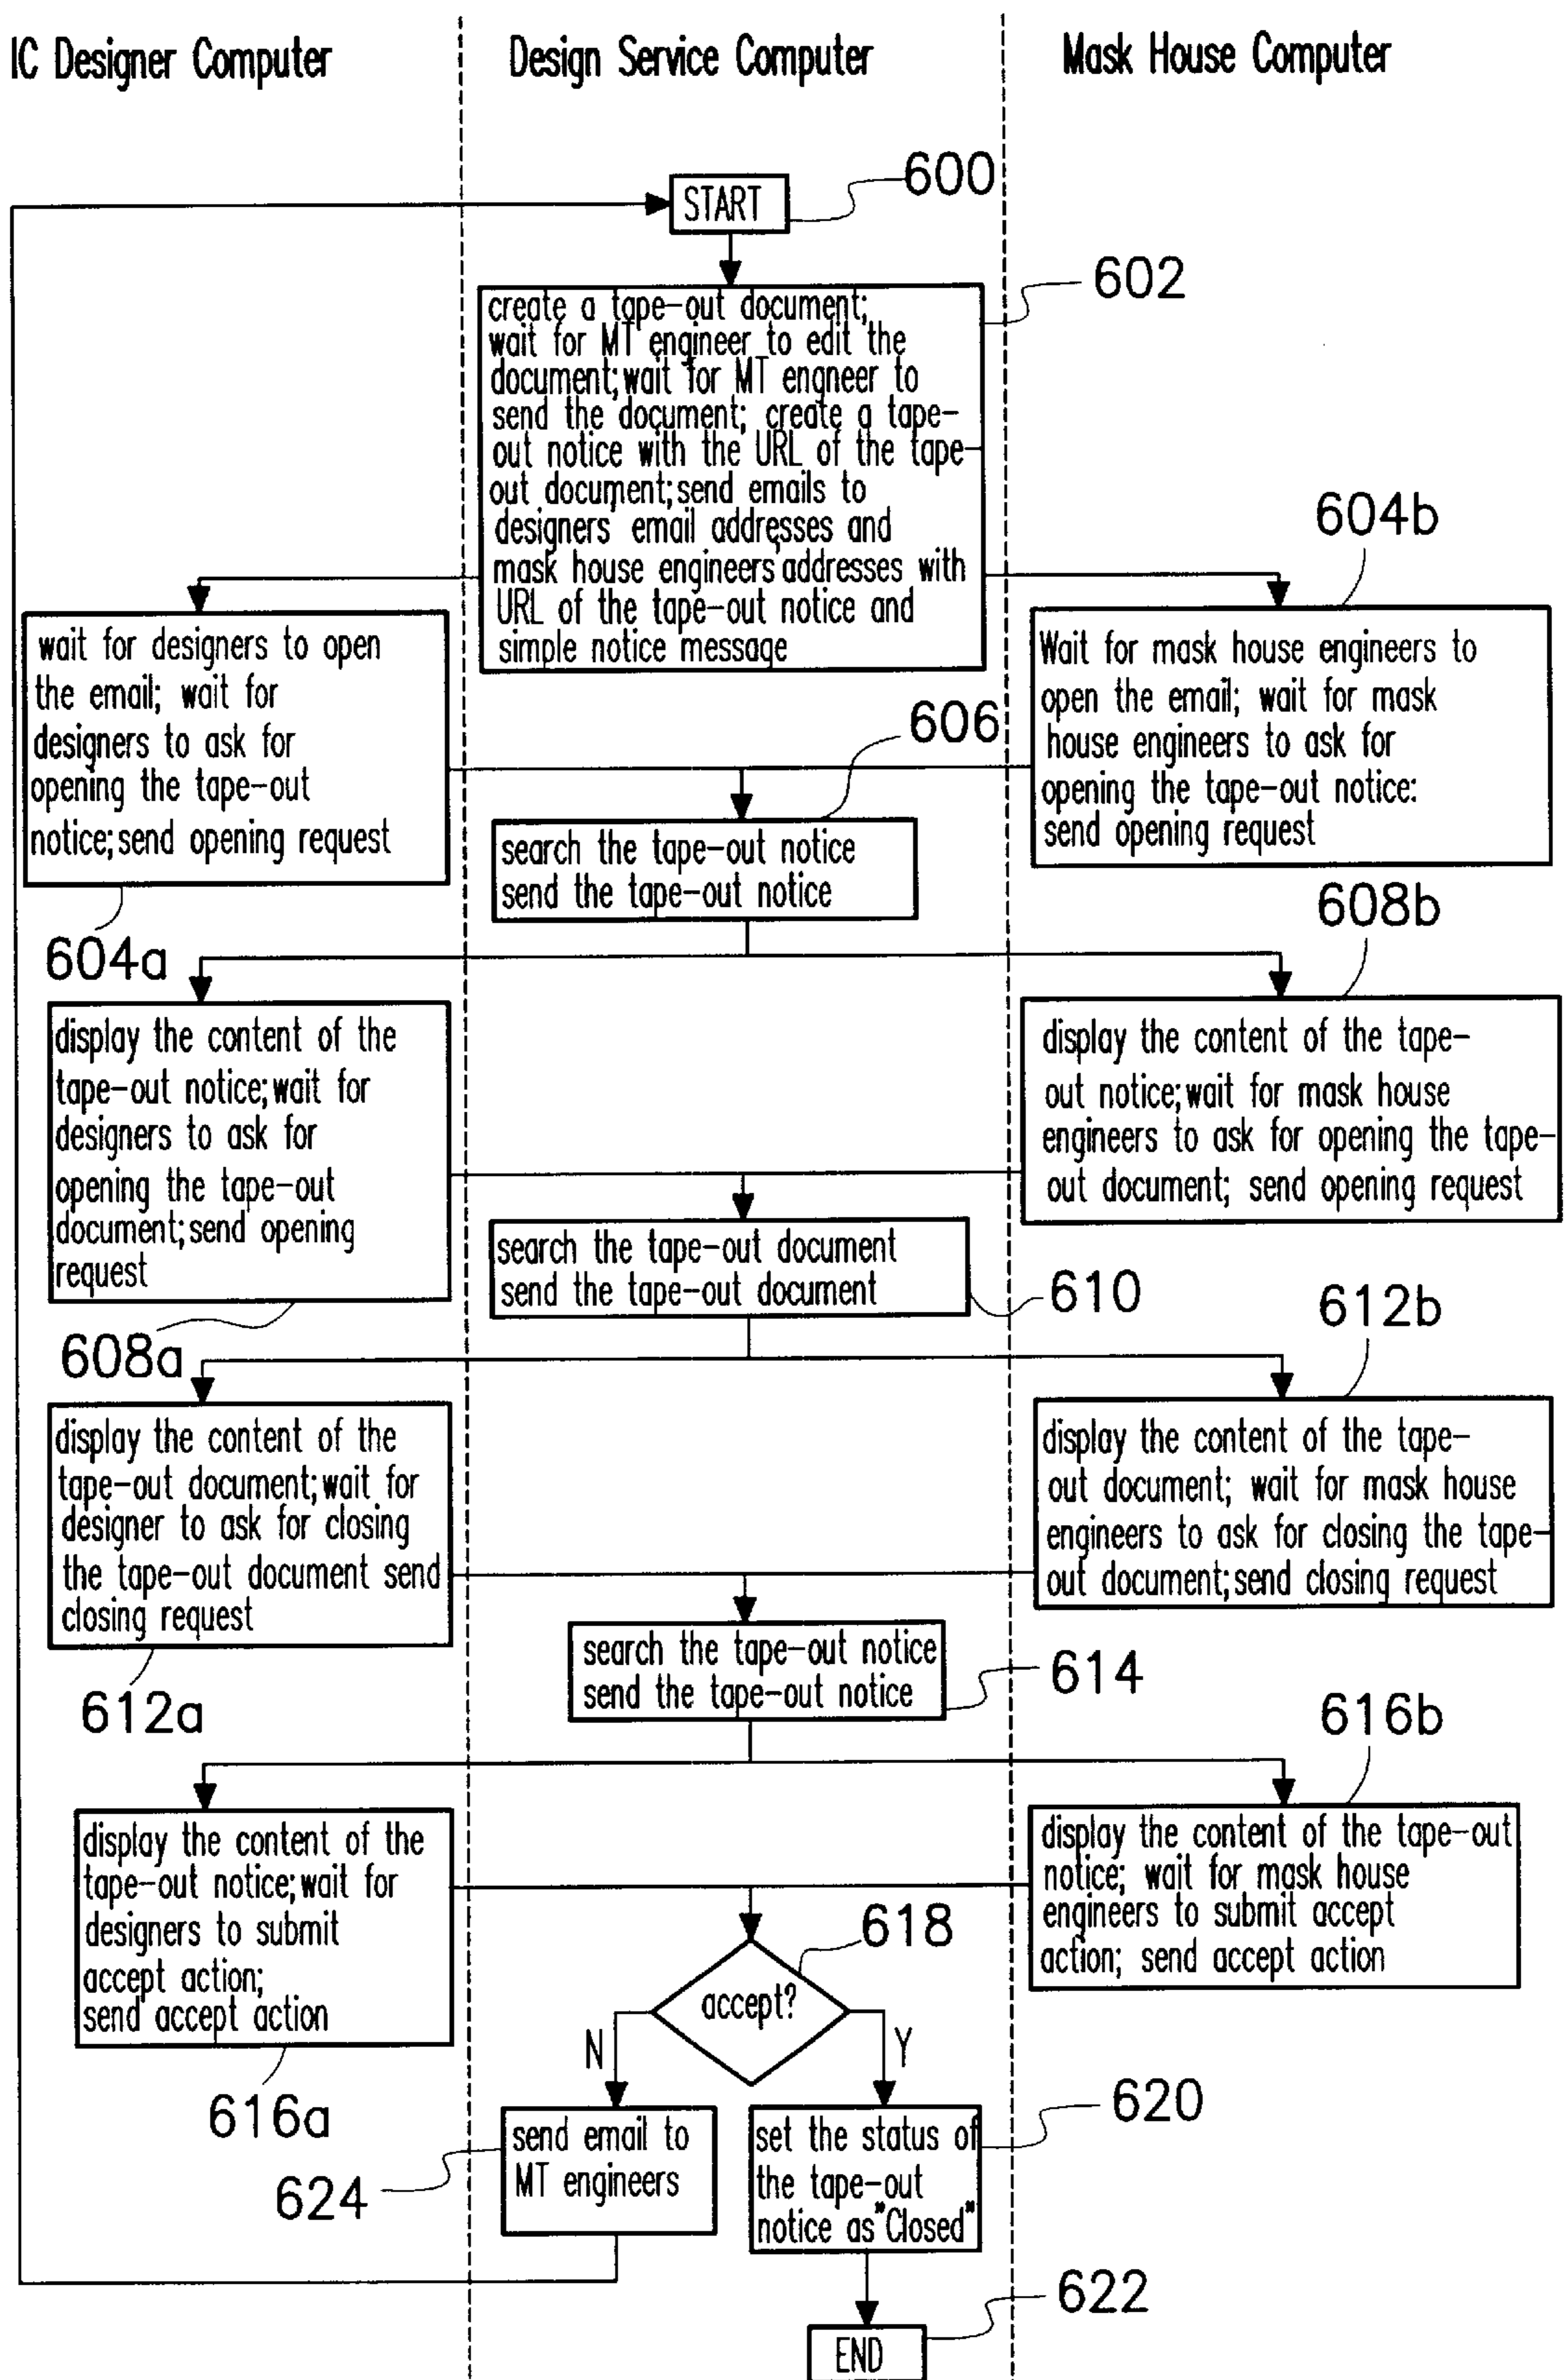 IC Designer Computer
Design Service Computer
Mask House Computer
600
START
602
create a tape-out document;
wait for MT engineer to edit the
document;wait for MT engneer to
send the document; create a tape-
out notice with the URL of the tape-
out document;send emails to
designers' email addresses and
mask house engineers'addresses with
URL of the tape-out notice and
simple notice message
604b
wait for designers to open
the email; wait for
designers to ask for
opening the tape-out
notice;send opening request
604a
Wait for mask house engineers to
open the email; wait for mask
house engineers to ask for
opening the tape-out notice:
send opening request
606
search the tape-out notice
send the tape-out notice
608b
display the content of the
tape-out notice;wait for
designers to ask for
opening the tape-out
document;send opening
request
608a
display the content of the tape-
out notice;wait for mask house
engineers to ask for opening the tape-
out document; send opening request
search the tape-out document
send the tape-out document
610
612b
display the content of the
tape-out document;wait for
designer to ask for closing
the tape-out document send
closing request
612a
display the content of the tape-
out document; wait for mask house
engineers to ask for closing the tape-
out document;send closing request
search the tape-out notice
send the tape-out notice
614
616b
display the content of the
tape-out notice;wait for
designers to submit
accept action;
send accept action
616a
display the content of the tape-out
notice; wait for mask house
engineers to submit accept
action; send accept action
618
accept?
N
Y
send email to
MT engineers
624
set the status of
the tape-out
notice as"Closed"
620
622
END